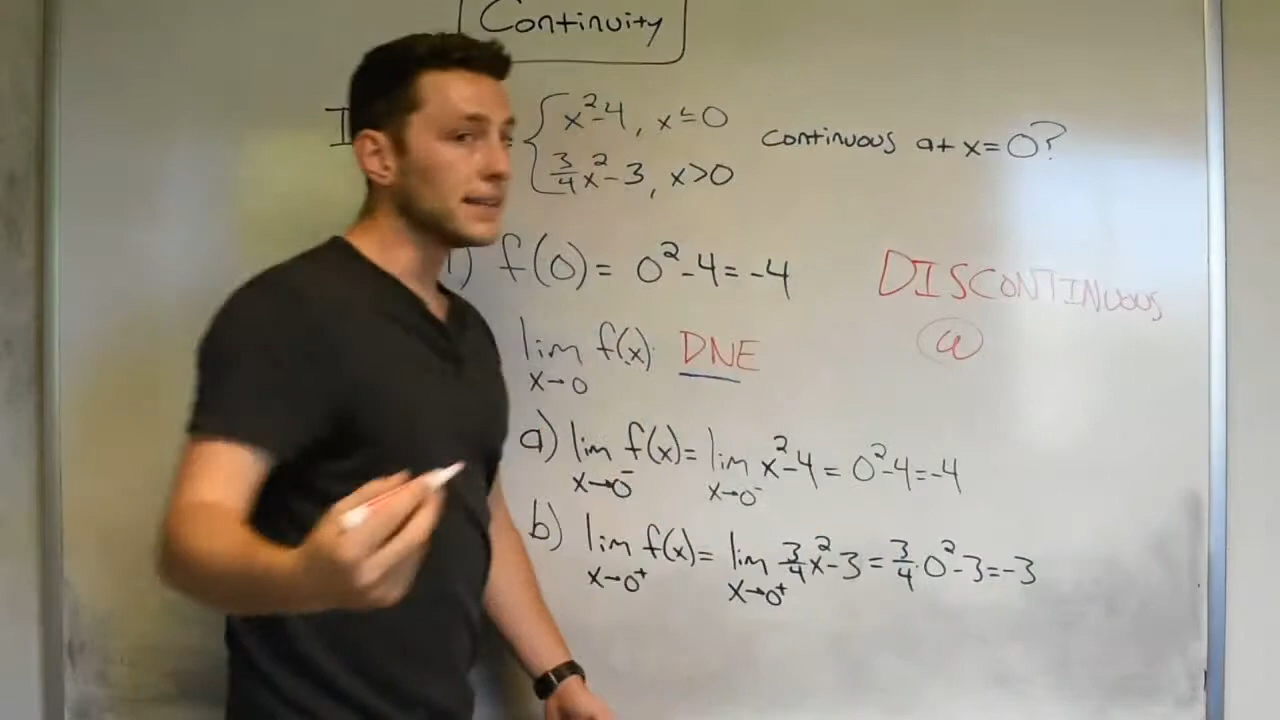 Continuity
I
{ x²-4, x≤0
3/4x²-3, x>0
continuous at x=0?
1) f(0)= 0²-4=-4
DISCONTINUOUS
@
lim f(x) DNE
x→0
a) lim f(x)= lim x²-4 = 0²-4=-4
x→0⁻ x→0⁻
b) lim f(x)= lim 3/4x²-3 = 3/4·0²-3=-3
x→0⁺ x→0⁺